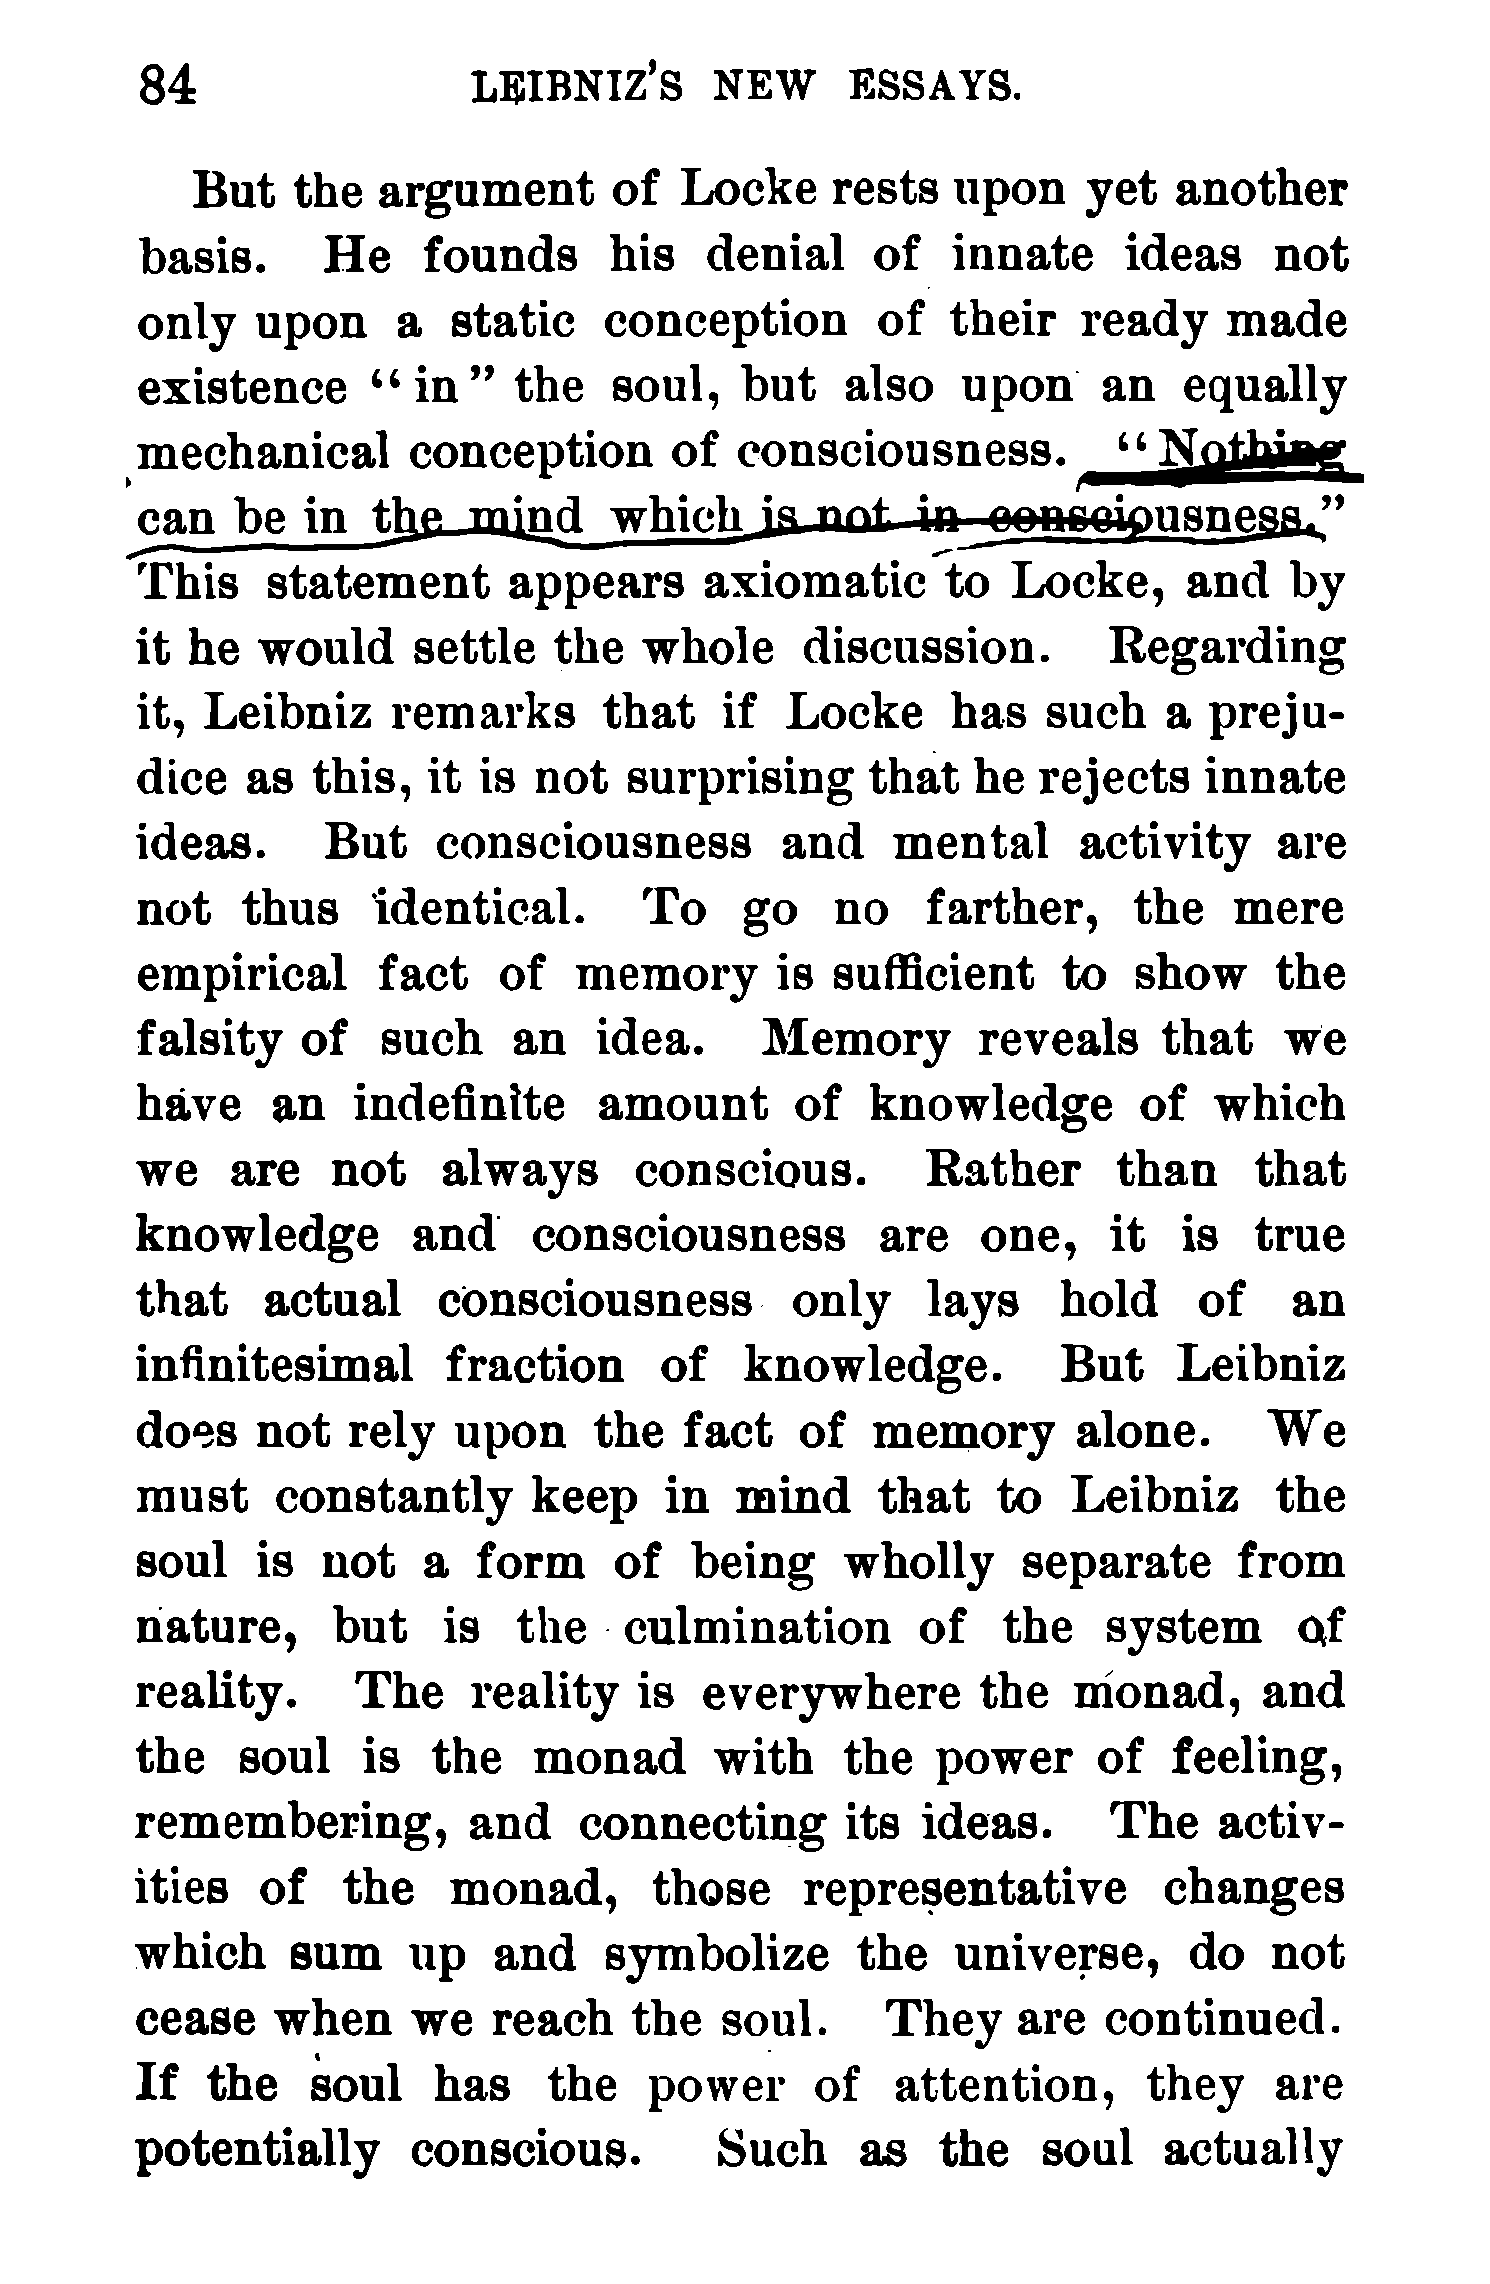 84 LEIBNIZ'S NEW ESSAYS.
But the argument of Locke rests upon yet another
basis. He founds his denial of innate ideas not
only upon a static conception of their ready made
existence "in" the soul, but also upon an equally
mechanical conception of consciousness. "Nothing
can be in the mind which is not in consciousness."
This statement appears axiomatic to Locke, and by
it he would settle the whole discussion. Regarding
it, Leibniz remarks that if Locke has such a preju-
dice as this, it is not surprising that he rejects innate
ideas. But consciousness and mental activity are
not thus identical. To go no farther, the mere
empirical fact of memory is sufficient to show the
falsity of such an idea. Memory reveals that we
have an indefinite amount of knowledge of which
we are not always conscious. Rather than that
knowledge and consciousness are one, it is true
that actual consciousness only lays hold of an
infinitesimal fraction of knowledge. But Leibniz
does not rely upon the fact of memory alone. We
must constantly keep in mind that to Leibniz the
soul is not a form of being wholly separate from
nature, but is the culmination of the system of
reality. The reality is everywhere the monad, and
the soul is the monad with the power of feeling,
remembering, and connecting its ideas. The activ-
ities of the monad, those representative changes
which sum up and symbolize the universe, do not
cease when we reach the soul. They are continued.
If the soul has the power of attention, they are
potentially conscious. Such as the soul actually